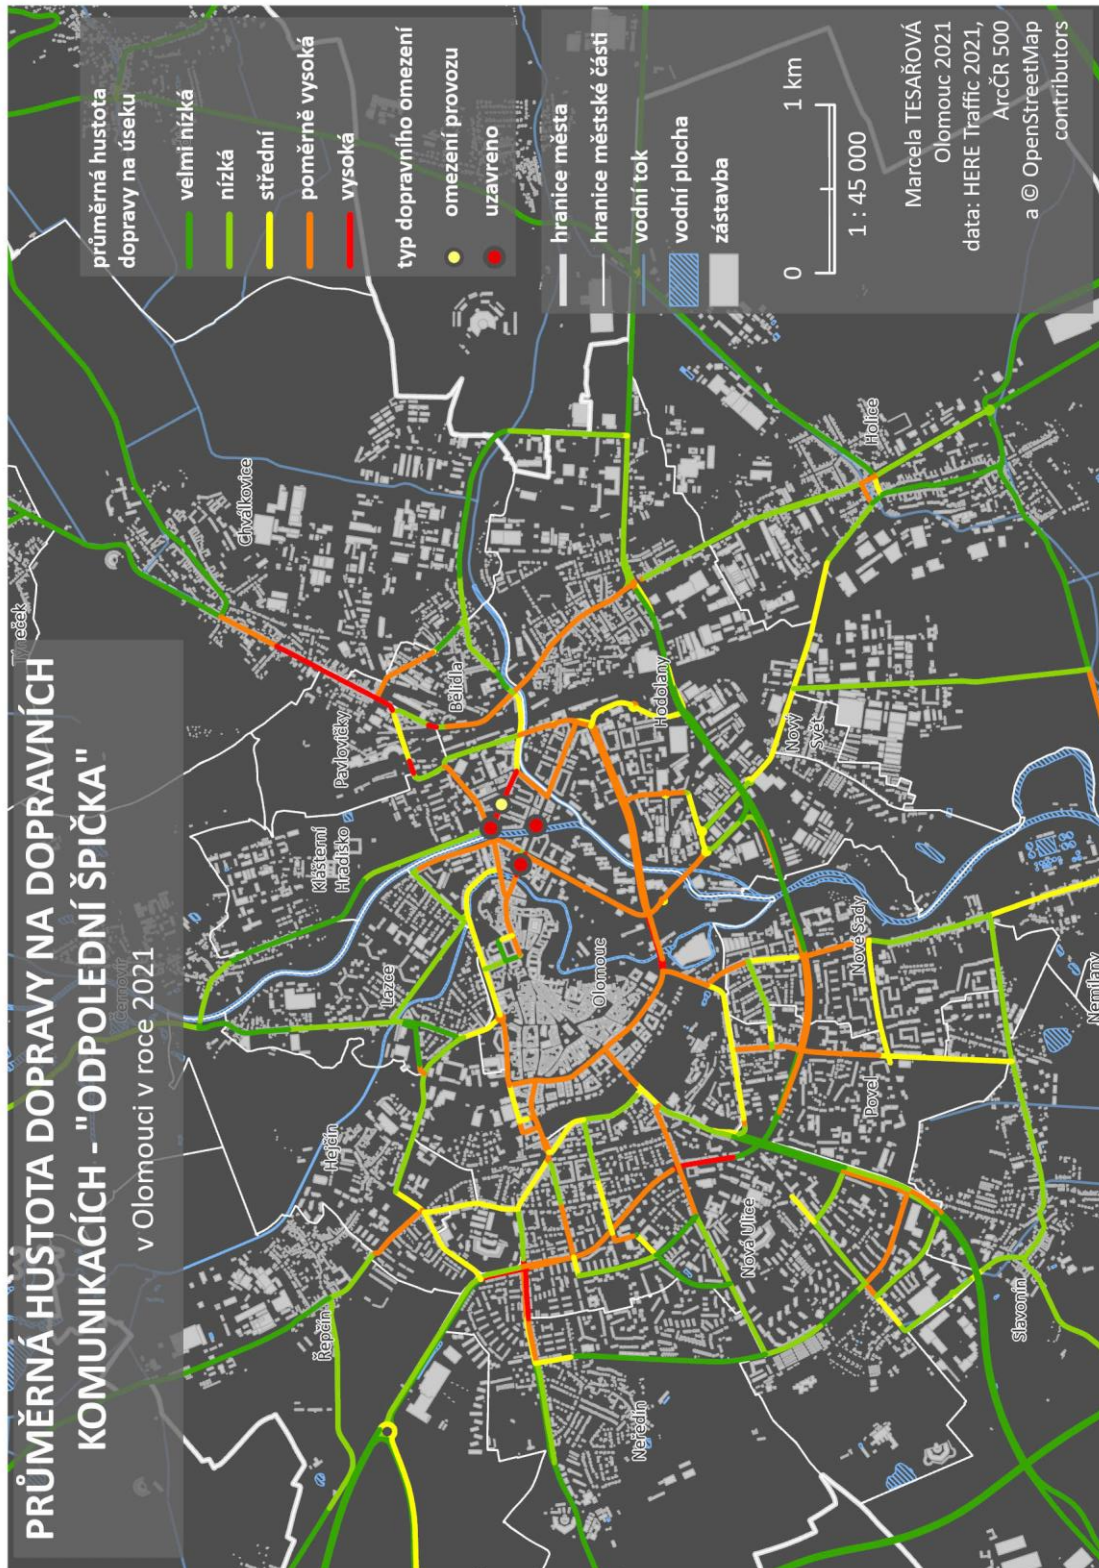 PRŮMĚRNÁ HUSTOTA DOPRAVY NA DOPRAVNÍCH
KOMUNIKACÍCH - "ODPOLEDNÍ ŠPIČKA"
v Olomouci v roce 2021
průměrná hustota
dopravy na úseku
velmi nízká
nízká
střední
poměrně vysoká
vysoká
typ dopravního omezení
omezení provozu
uzavřeno
hranice města
hranice městské části
vodní tok
vodní plocha
zástavba
0
1 km
1 : 45 000
Marcela TESAŘOVÁ
Olomouc 2021
data: HERE Traffic 2021,
ArcČR 500
a © OpenStreetMap
contributors
Chválkovice
Pavlovičky
Bělidla
Klášterní
Hradisko
Lazce
Hejčín
Řepčín
Olomouc
Hodolany
Holice
Nový
Svět
Nové Sady
Povel
Nová Ulice
Neředín
Slavonín
Nemilany